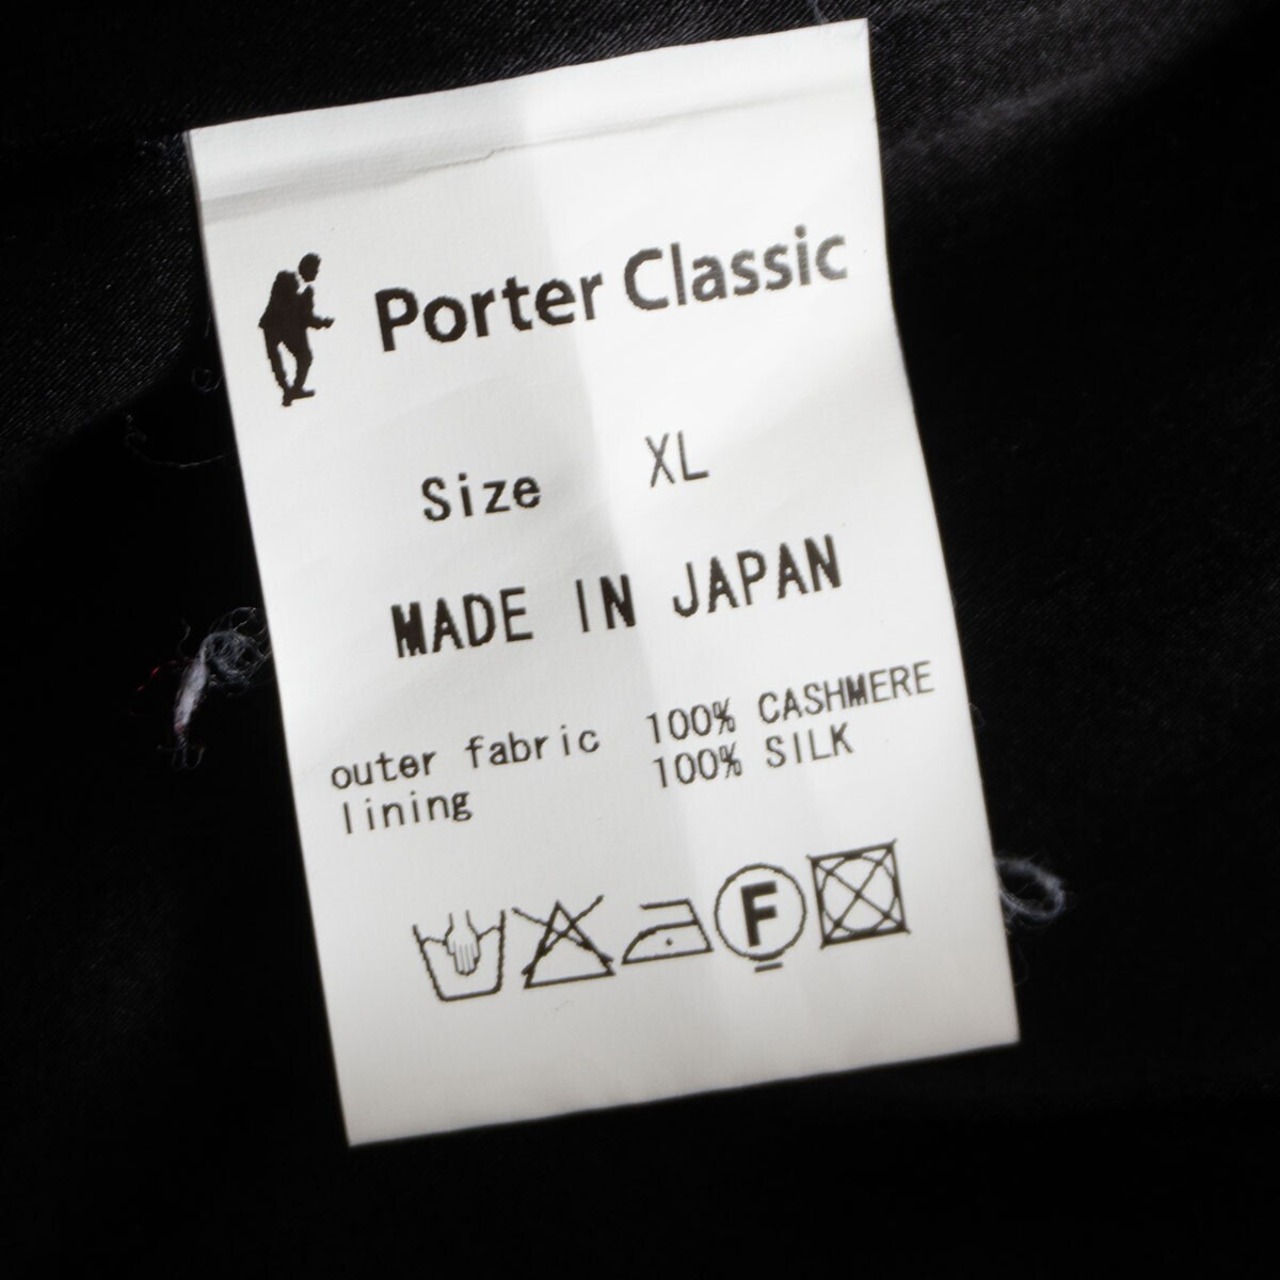 Porter Classic
Size XL
MADE IN JAPAN
outer fabric 100% CASHMERE
lining 100% SILK
F